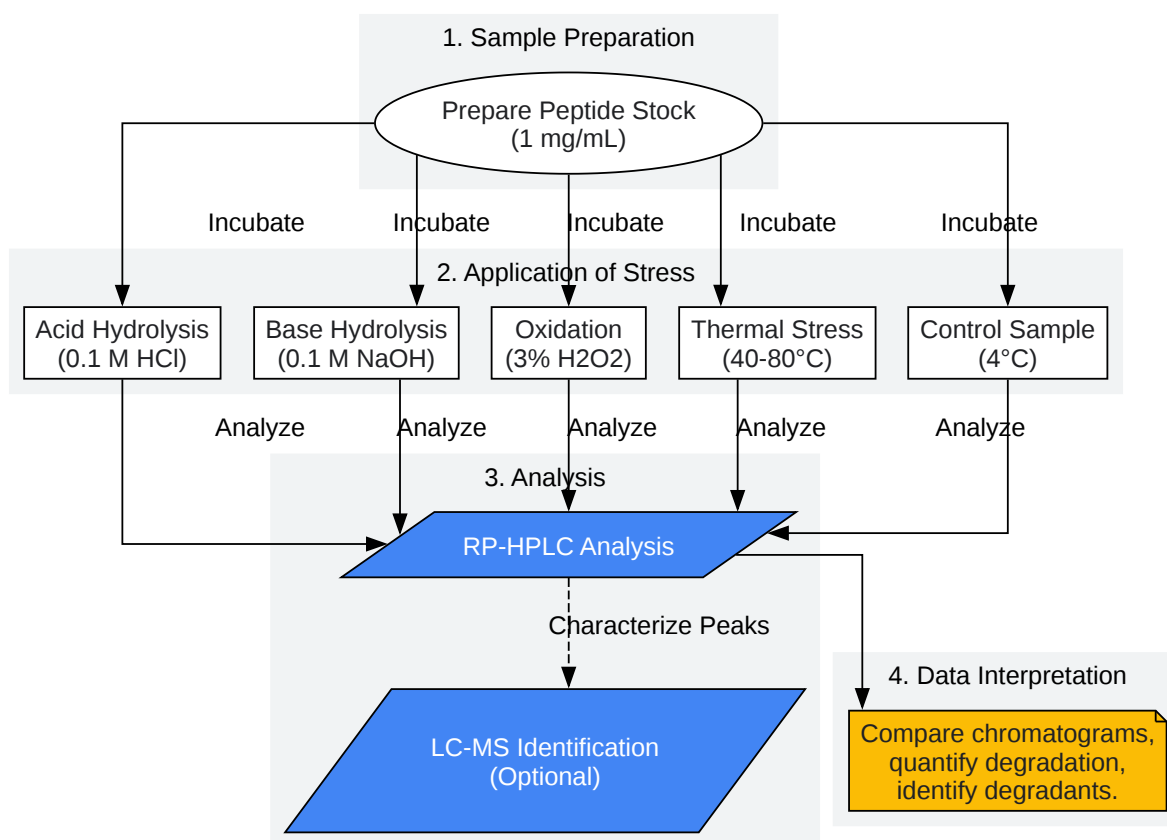 1. Sample Preparation
Prepare Peptide Stock
(1 mg/mL)
Incubate
Incubate
Incubate
Incubate
Incubate
2. Application of Stress
Acid Hydrolysis
(0.1 M HCl)
Base Hydrolysis
(0.1 M NaOH)
Oxidation
(3% H2O2)
Thermal Stress
(40-80°C)
Control Sample
(4°C)
Analyze
Analyze
Analyze
Analyze
Analyze
3. Analysis
RP-HPLC Analysis
Characterize Peaks
LC-MS Identification
(Optional)
4. Data Interpretation
Compare chromatograms,
quantify degradation,
identify degradants.